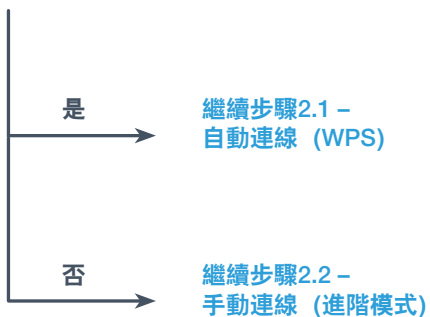 是
繼續步驟2.1 –
自動連線 (WPS)
否
繼續步驟2.2 –
手動連線 (進階模式)